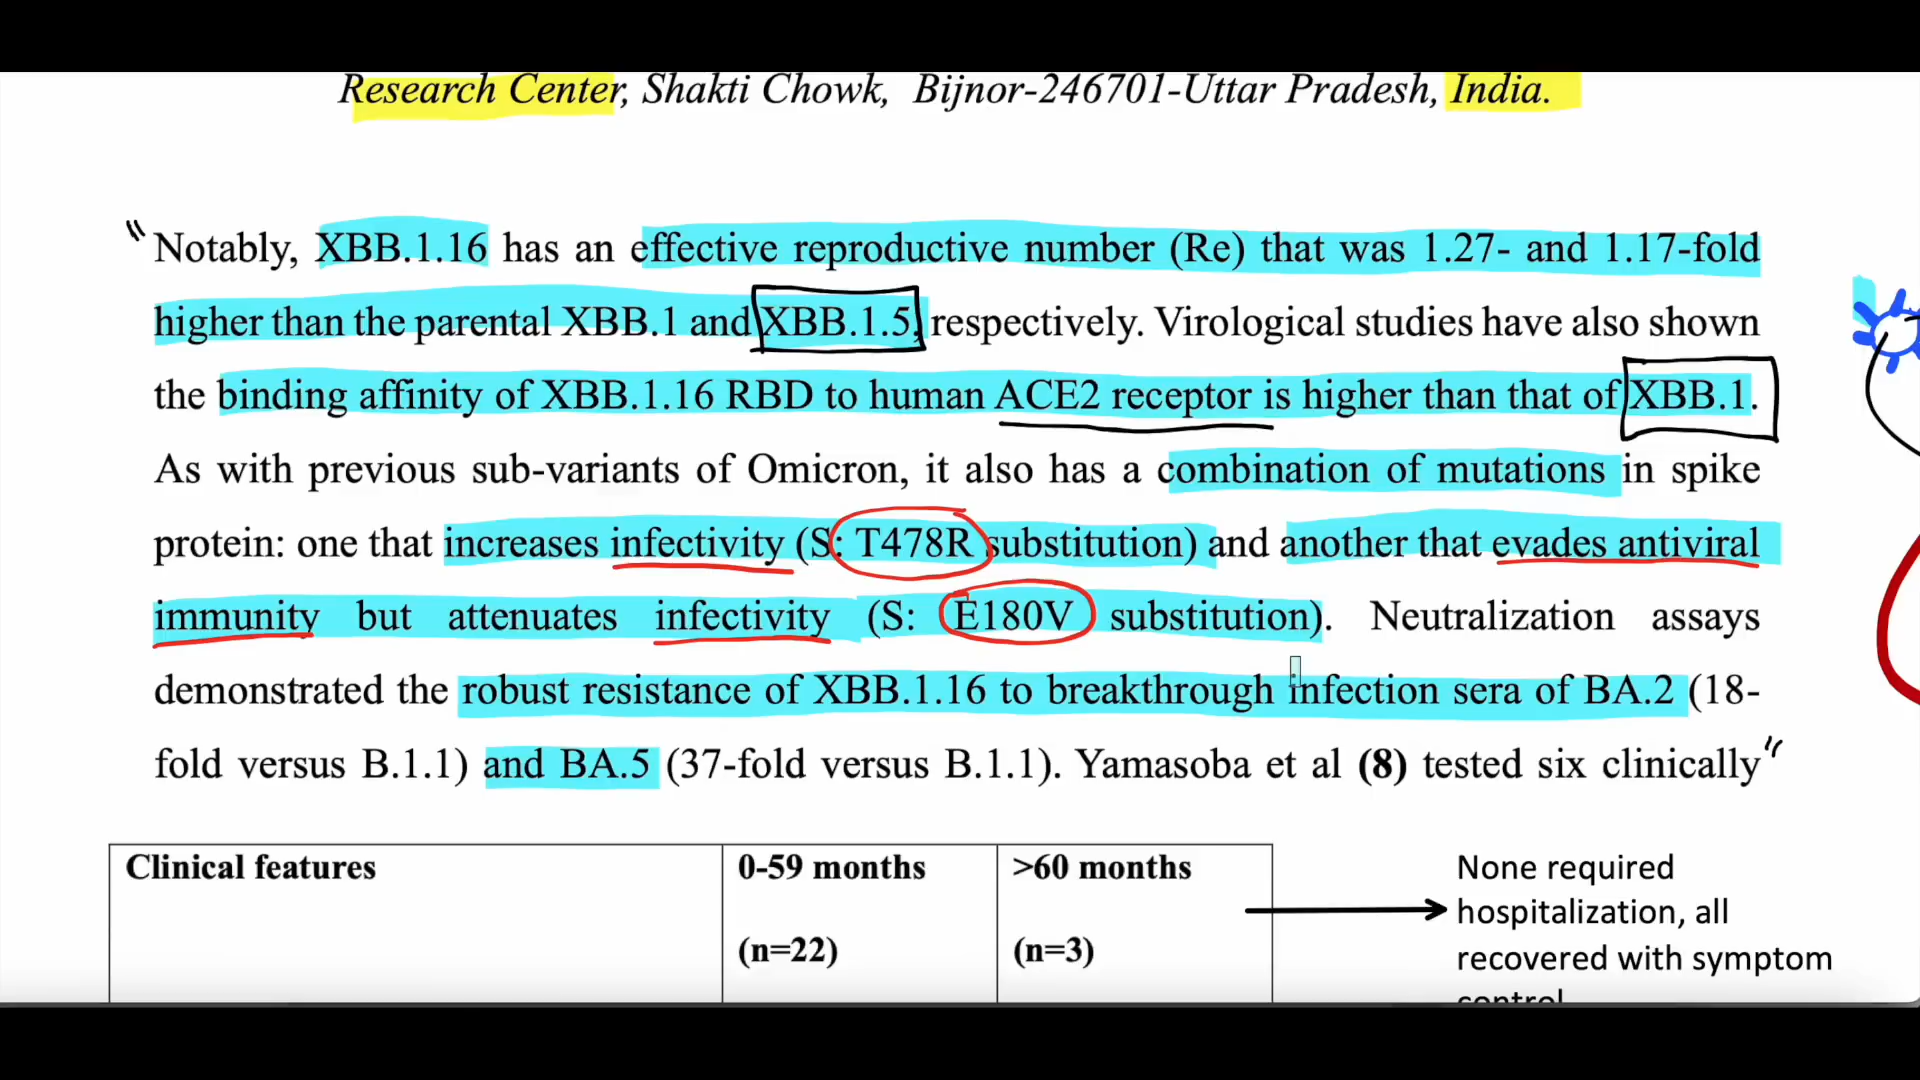 Research Center, Shakti Chowk, Bijnor-246701-Uttar Pradesh, India.
"Notably, XBB.1.16 has an effective reproductive number (Re) that was 1.27- and 1.17-fold
higher than the parental XBB.1 and XBB.1.5, respectively. Virological studies have also shown
the binding affinity of XBB.1.16 RBD to human ACE2 receptor is higher than that of XBB.1.
As with previous sub-variants of Omicron, it also has a combination of mutations in spike
protein: one that increases infectivity (S: T478R substitution) and another that evades antiviral
immunity but attenuates infectivity (S: E180V substitution). Neutralization assays
demonstrated the robust resistance of XBB.1.16 to breakthrough infection sera of BA.2 (18-
fold versus B.1.1) and BA.5 (37-fold versus B.1.1). Yamasoba et al (8) tested six clinically"
Clinical features
0-59 months
(n=22)
>60 months
(n=3)
None required
hospitalization, all
recovered with symptom
control